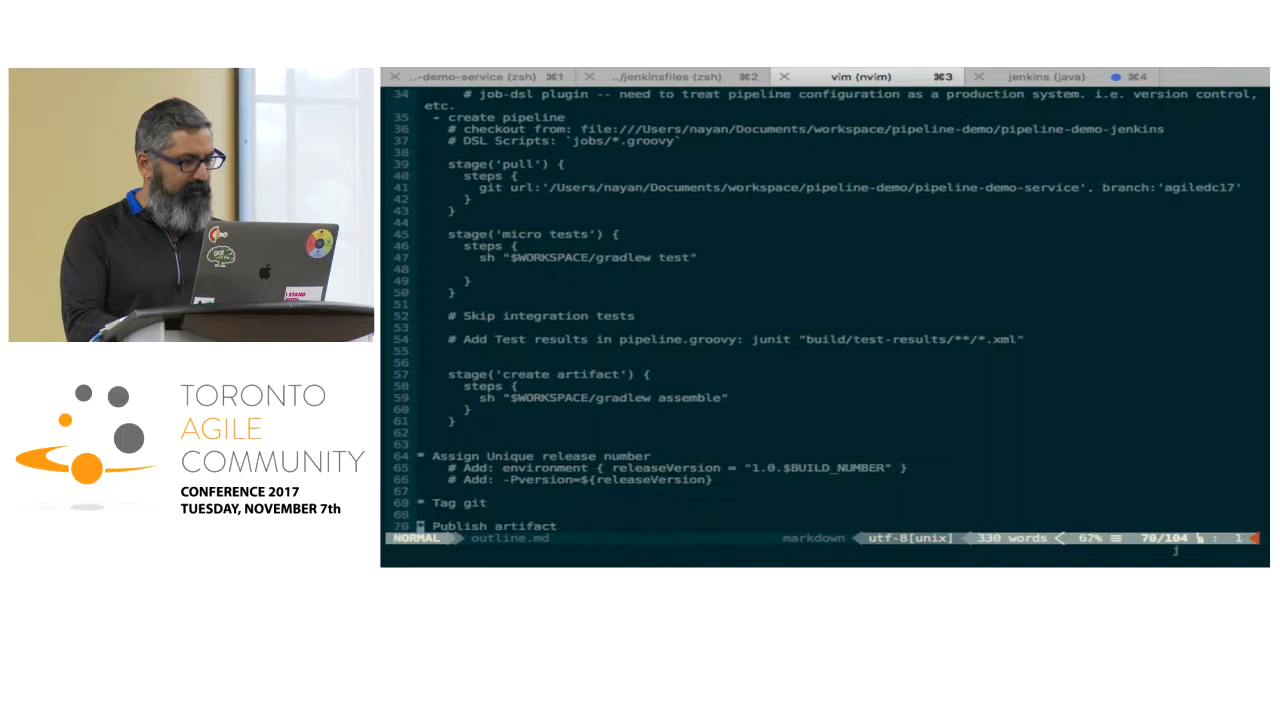 ..-demo-service (zsh) ⌘1 ../jenkinsfiles (zsh) ⌘2 vim (nvim) ⌘3 jenkins (java) ⌘4
34 # job-dsl plugin -- need to treat pipeline configuration as a production system. i.e. version control,
etc.
35 - create pipeline
36 # checkout from: file:///Users/nayan/Documents/workspace/pipeline-demo/pipeline-demo-jenkins
37 # DSL Scripts: `jobs/*.groovy`
38
39 stage('pull') {
40 steps {
41 git url:'/Users/nayan/Documents/workspace/pipeline-demo/pipeline-demo-service', branch:'agiledc17'
42 }
43 }
44
45 stage('micro tests') {
46 steps {
47 sh "$WORKSPACE/gradlew test"
48
49 }
50 }
51
52 # Skip integration tests
53
54 # Add Test results in pipeline.groovy: junit "build/test-results/**/*.xml"
55
56
57 stage('create artifact') {
58 steps {
59 sh "$WORKSPACE/gradlew assemble"
60 }
61 }
62
63
64 * Assign Unique release number
65 # Add: environment { releaseVersion = "1.0.$BUILD_NUMBER" }
66 # Add: -Pversion=${releaseVersion}
67
68 * Tag git
69
70 * Publish artifact
NORMAL outline.md markdown utf-8[unix] 330 words 67% ☰ 70/104 : 1
j
I STAND
TORONTO
AGILE
COMMUNITY
CONFERENCE 2017
TUESDAY, NOVEMBER 7th